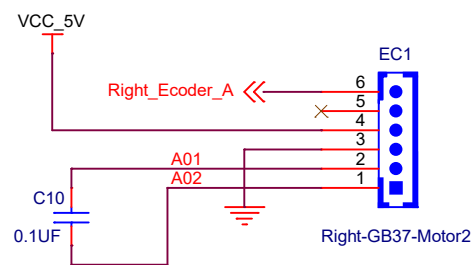 VCC_5V
EC1
Right_Ecoder_A
6
5
4
3
A01
2
A02
1
C10
0.1UF
Right-GB37-Motor2